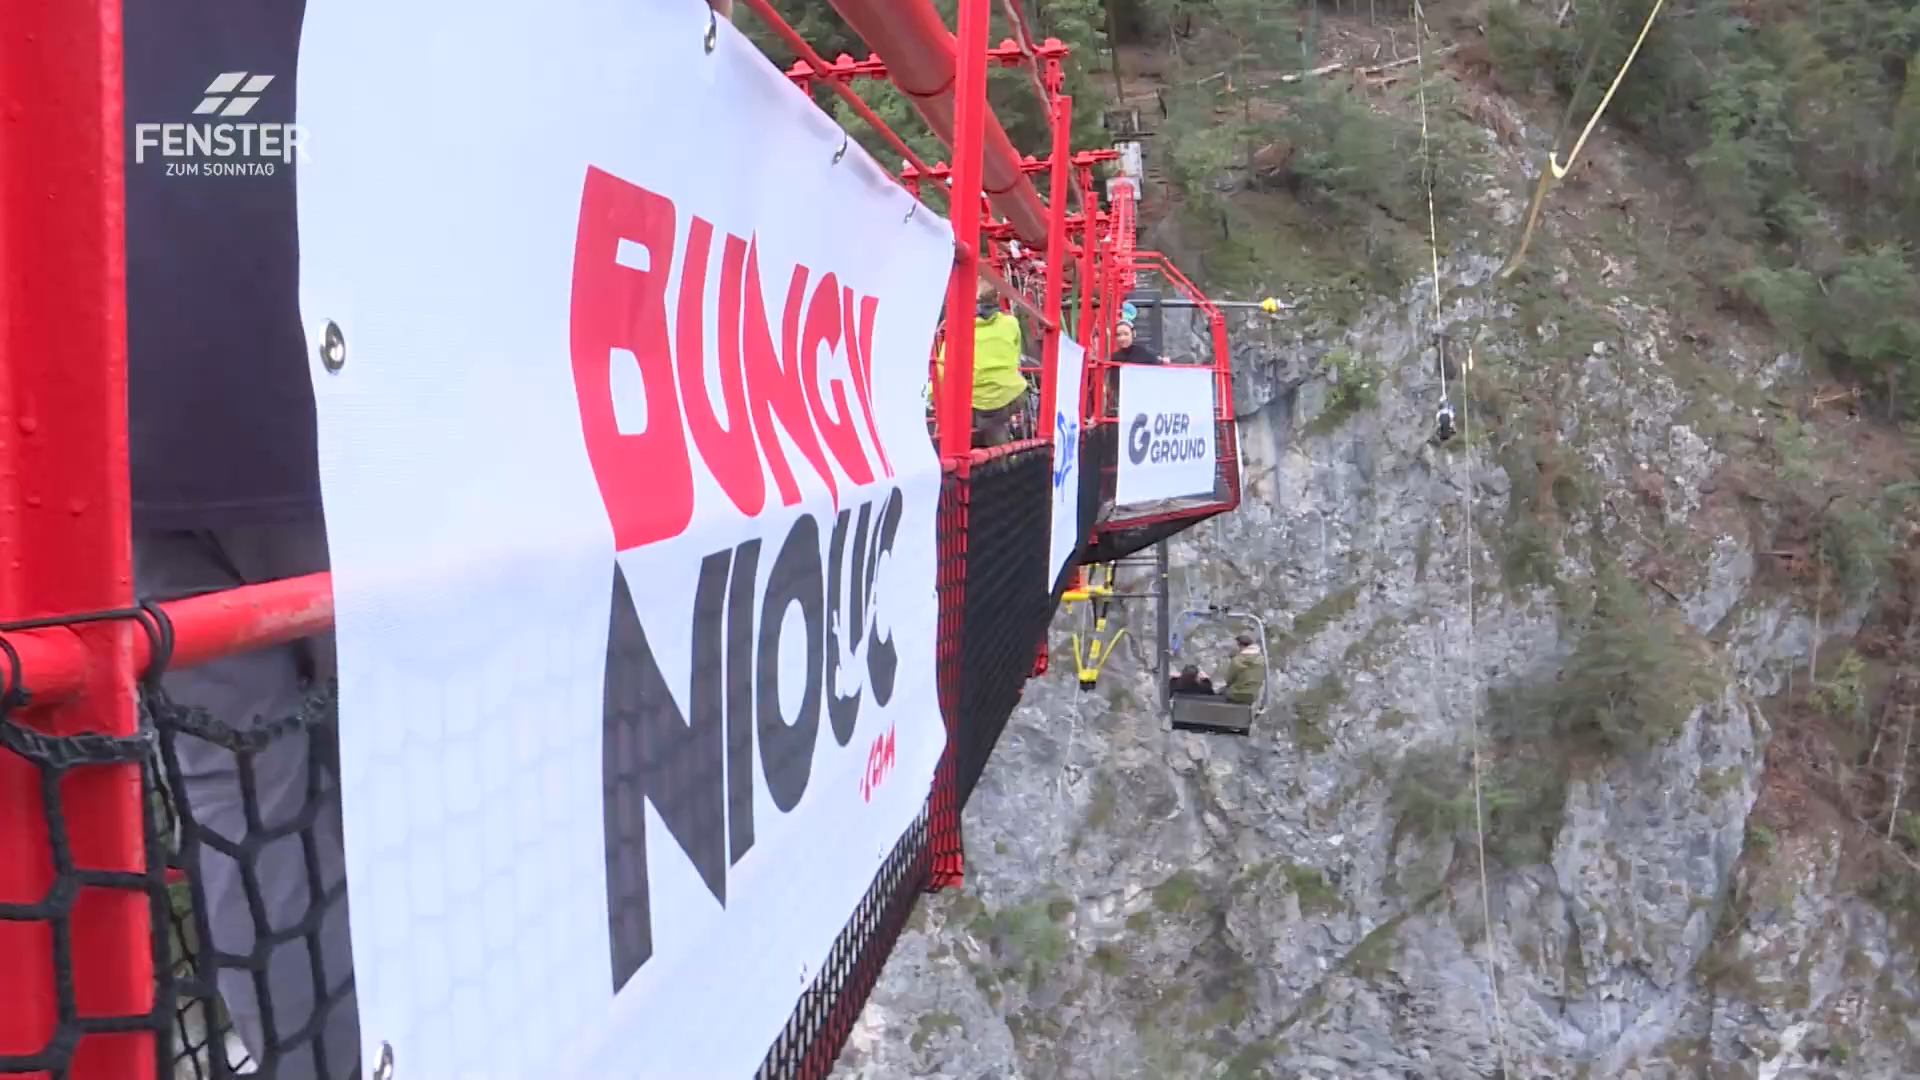 FENSTER
ZUM SONNTAG
BUNGY
NIOUC
.com
OVER
GROUND